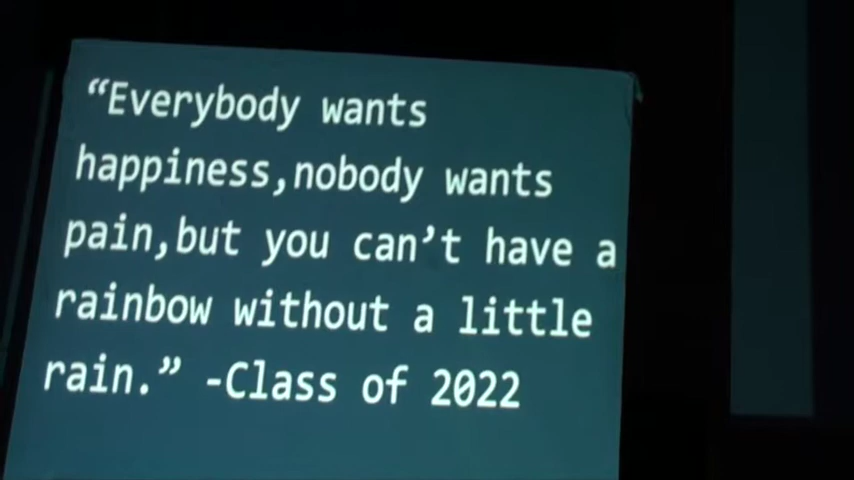 “Everybody wants
happiness,nobody wants
pain,but you can’t have a
rainbow without a little
rain.” -Class of 2022